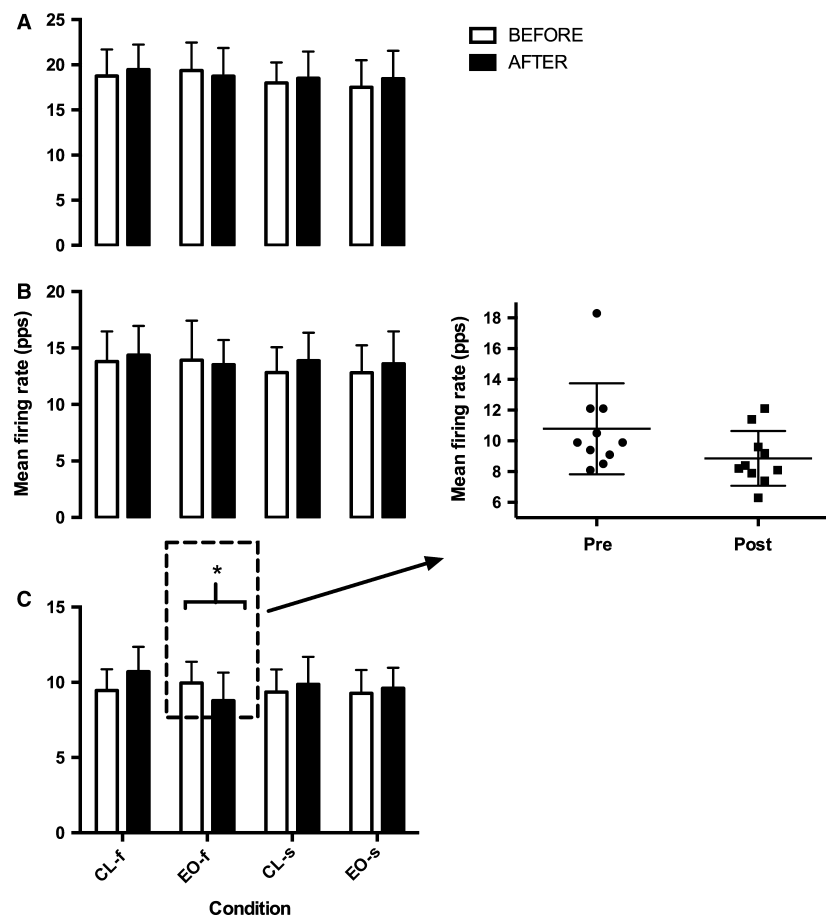 A
25
20
15
10
5
0
BEFORE
AFTER
B
20
15
10
5
0
Mean firing rate (pps)
18
16
14
12
10
8
6
Mean firing rate (pps)
Pre
Post
*
C
15
10
5
0
CL-f
EO-f
CL-s
EO-s
Condition